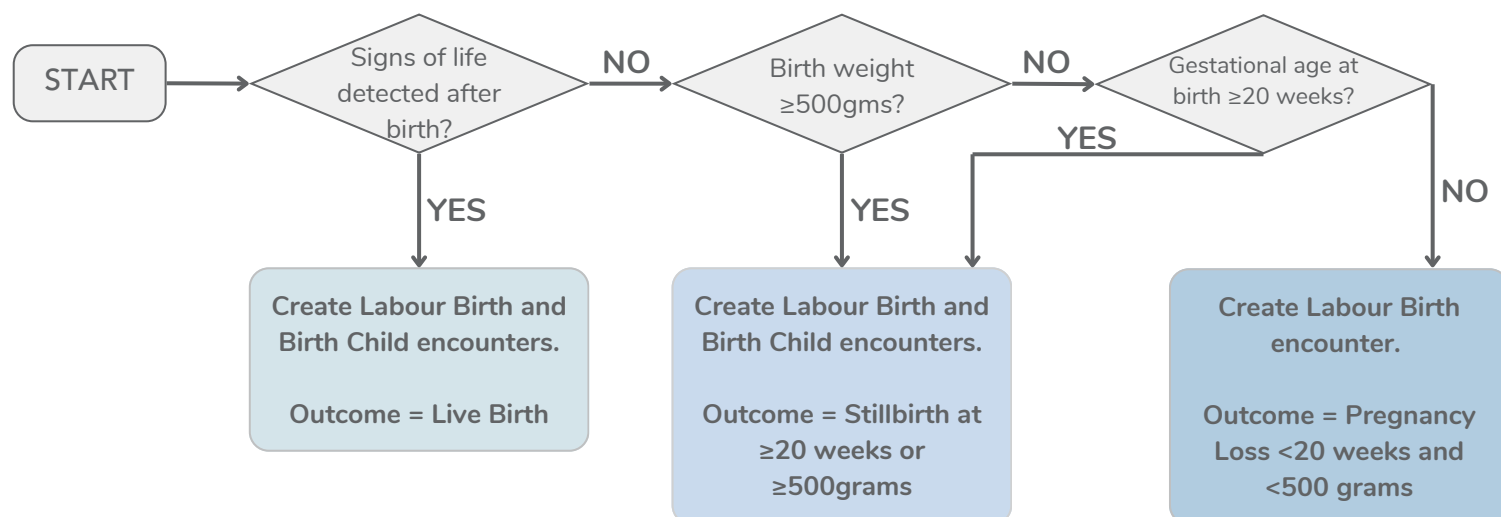 START
Signs of life
detected after
birth?
NO
Birth weight
≥500gms?
NO
Gestational age at
birth ≥20 weeks?
YES
YES
YES
NO
Create Labour Birth and
Birth Child encounters.
Outcome = Live Birth
Create Labour Birth and
Birth Child encounters.
Outcome = Stillbirth at
≥20 weeks or
≥500grams
Create Labour Birth
encounter.
Outcome = Pregnancy
Loss <20 weeks and
<500 grams